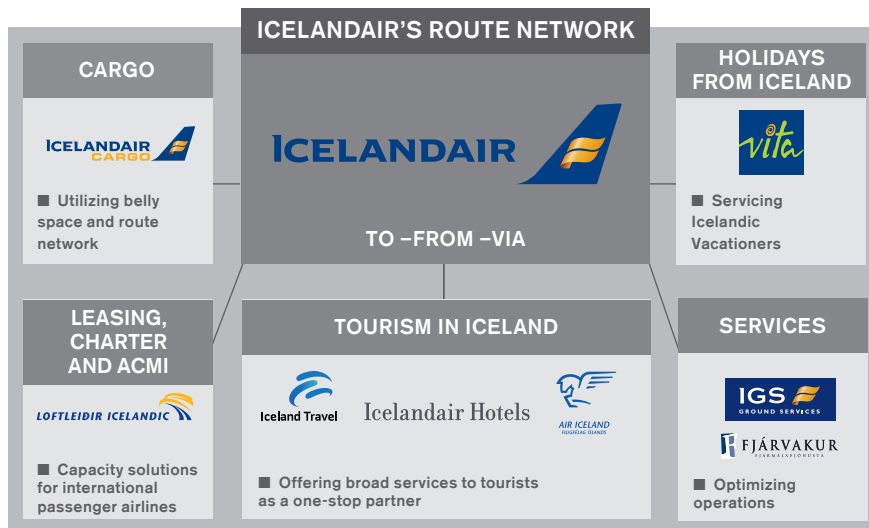 ICELANDAIR'S ROUTE NETWORK
ICELANDAIR
TO –FROM –VIA
CARGO
ICELANDAIR
CARGO
■ Utilizing belly
space and route
network
HOLIDAYS
FROM ICELAND
vita
■ Servicing
Icelandic
Vacationers
LEASING,
CHARTER
AND ACMI
LOFTLEIDIR ICELANDIC
■ Capacity solutions
for international
passenger airlines
TOURISM IN ICELAND
Iceland Travel
Icelandair Hotels
AIR ICELAND
FLUGFÉLAG ÍSLANDS
■ Offering broad services to tourists
as a one-stop partner
SERVICES
IGS
GROUND SERVICES
FJÁRVAKUR
FJÁRMÁLAÞJÓNUSTA
■ Optimizing
operations